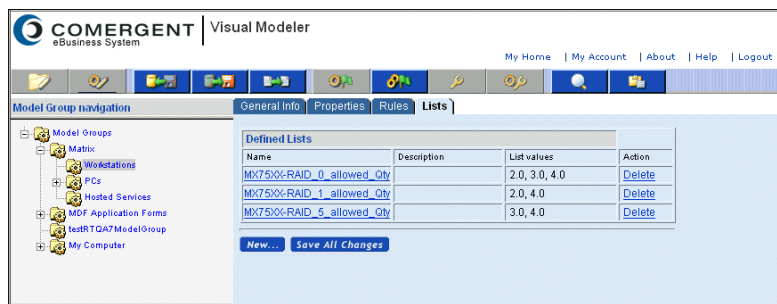 COMERGENT
eBusiness System
Visual Modeler
My Home | My Account | About | Help | Logout
Model Group navigation
General Info Properties Rules Lists
Model Groups
Matrix
Workstations
PCs
Hosted Services
MDF Application Forms
testRTQA7ModelGroup
My Computer
Defined Lists
Name Description List values Action
MX75XX-RAID_0_allowed_Qty 2.0, 3.0, 4.0 Delete
MX75XX-RAID_1_allowed_Qty 2.0, 4.0 Delete
MX75XX-RAID_5_allowed_Qty 3.0, 4.0 Delete
New... Save All Changes